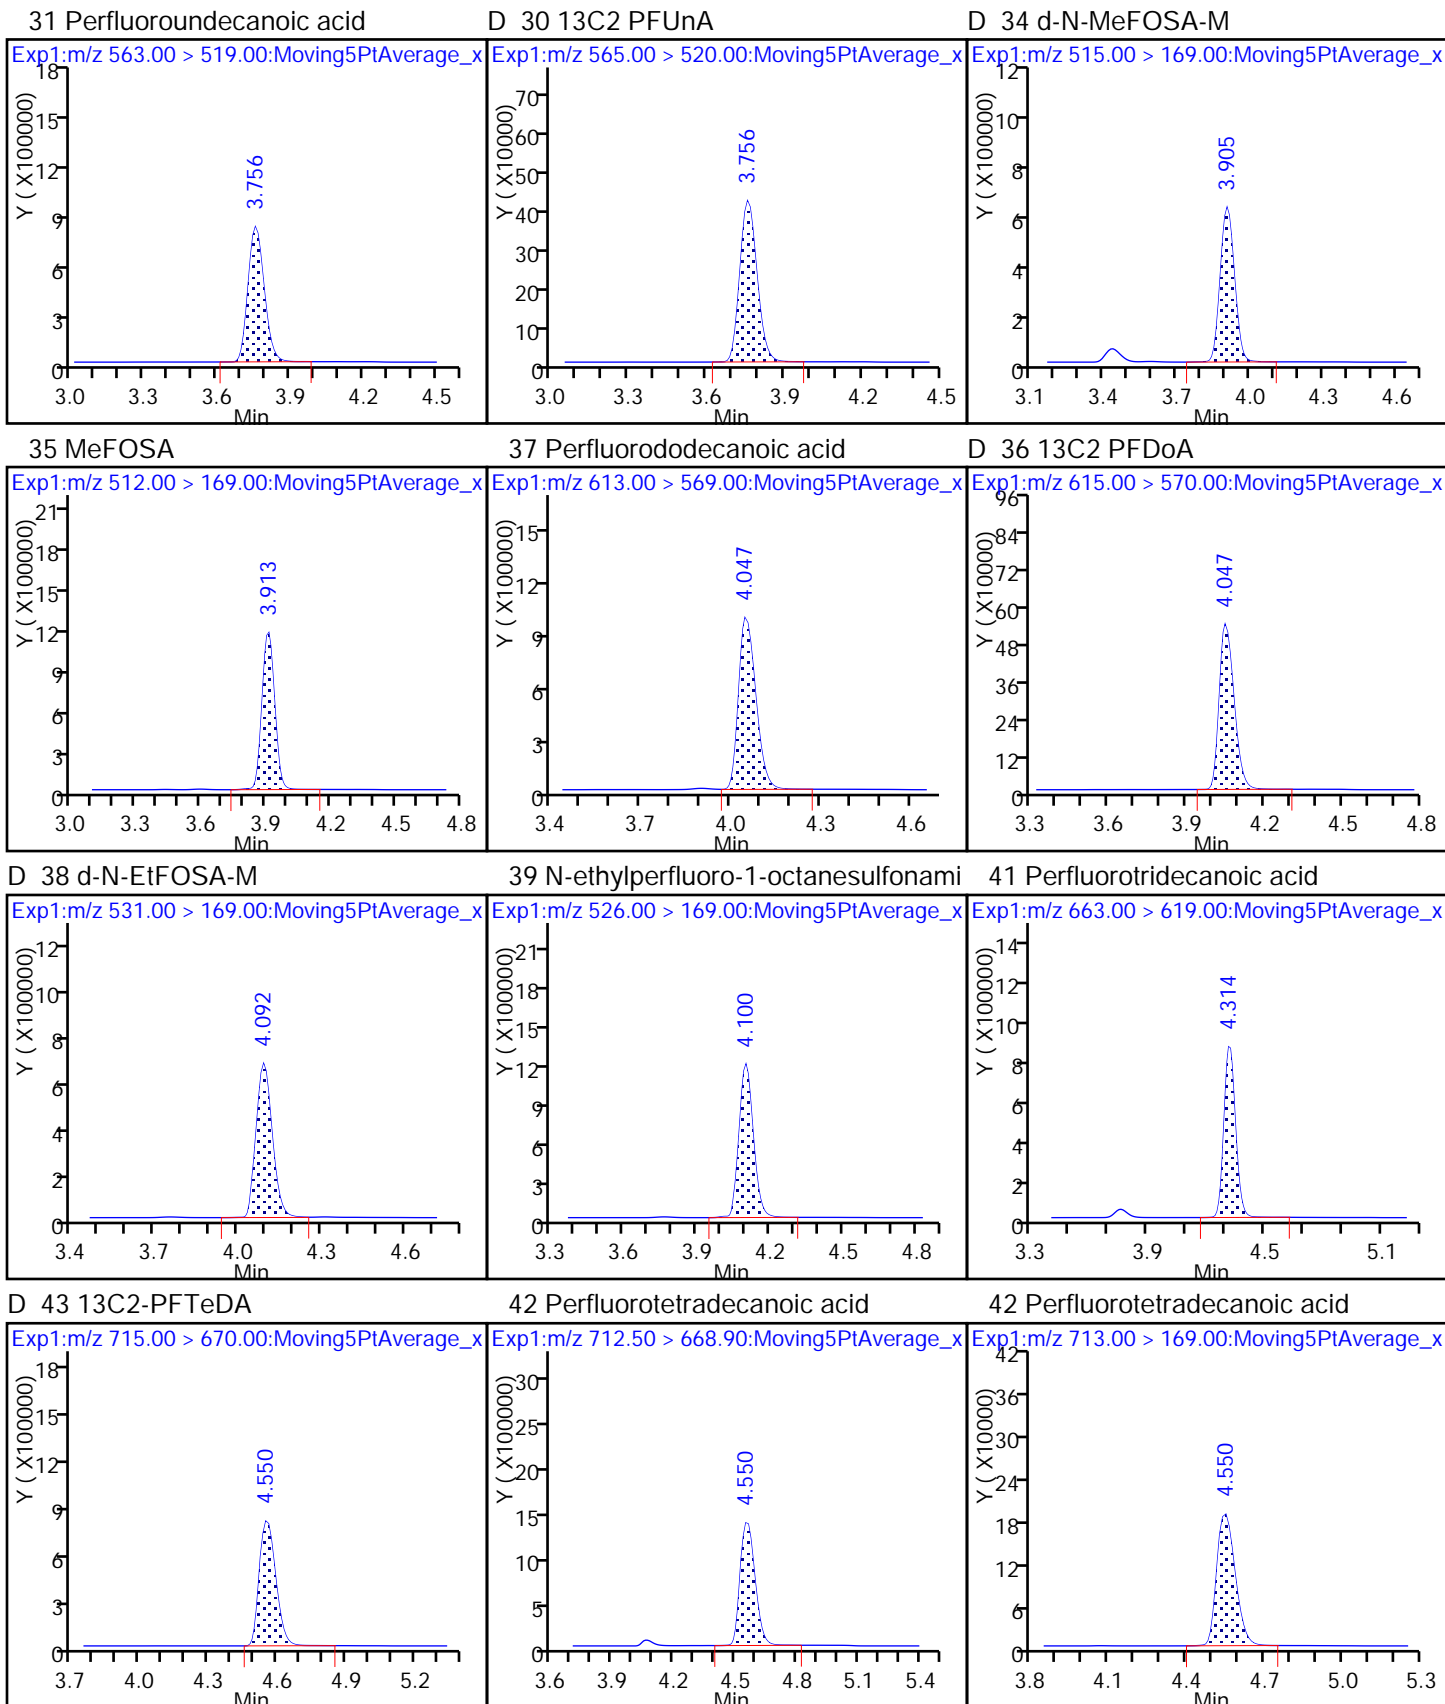 31 Perfluoroundecanoic acid
Exp1:m/z 563.00 > 519.00:Moving5PtAverage_x
Y ( X100000)
18
15
12
9
6
3
0
3.756
3.0 3.3 3.6 3.9 4.2 4.5
Min
D 30 13C2 PFUnA
Exp1:m/z 565.00 > 520.00:Moving5PtAverage_x
Y ( X100000)
70
60
50
40
30
20
10
0
3.756
3.0 3.3 3.6 3.9 4.2 4.5
Min
D 34 d-N-MeFOSA-M
Exp1:m/z 515.00 > 169.00:Moving5PtAverage_x
Y ( X100000)
12
10
8
6
4
2
0
3.905
3.1 3.4 3.7 4.0 4.3 4.6
Min
35 MeFOSA
Exp1:m/z 512.00 > 169.00:Moving5PtAverage_x
Y ( X100000)
21
18
15
12
9
6
3
0
3.913
3.0 3.3 3.6 3.9 4.2 4.5 4.8
Min
37 Perfluorododecanoic acid
Exp1:m/z 613.00 > 569.00:Moving5PtAverage_x
Y ( X100000)
15
12
9
6
3
0
4.047
3.4 3.7 4.0 4.3 4.6
Min
D 36 13C2 PFDoA
Exp1:m/z 615.00 > 570.00:Moving5PtAverage_x
Y ( X100000)
96
84
72
60
48
36
24
12
0
4.047
3.3 3.6 3.9 4.2 4.5 4.8
Min
D 38 d-N-EtFOSA-M
Exp1:m/z 531.00 > 169.00:Moving5PtAverage_x
Y ( X100000)
12
10
8
6
4
2
0
4.092
3.4 3.7 4.0 4.3 4.6
Min
39 N-ethylperfluoro-1-octanesulfonami
Exp1:m/z 526.00 > 169.00:Moving5PtAverage_x
Y ( X100000)
21
18
15
12
9
6
3
0
4.100
3.3 3.6 3.9 4.2 4.5 4.8
Min
41 Perfluorotridecanoic acid
Exp1:m/z 663.00 > 619.00:Moving5PtAverage_x
Y ( X100000)
14
12
10
8
6
4
2
0
4.314
3.3 3.9 4.5 5.1
Min
D 43 13C2-PFTeDA
Exp1:m/z 715.00 > 670.00:Moving5PtAverage_x
Y ( X100000)
18
15
12
9
6
3
0
4.550
3.7 4.0 4.3 4.6 4.9 5.2
Min
42 Perfluorotetradecanoic acid
Exp1:m/z 712.50 > 668.90:Moving5PtAverage_x
Y ( X100000)
30
25
20
15
10
5
0
4.550
3.6 3.9 4.2 4.5 4.8 5.1 5.4
Min
42 Perfluorotetradecanoic acid
Exp1:m/z 713.00 > 169.00:Moving5PtAverage_x
Y ( X10000)
42
36
30
24
18
12
6
0
4.550
3.8 4.1 4.4 4.7 5.0 5.3
Min